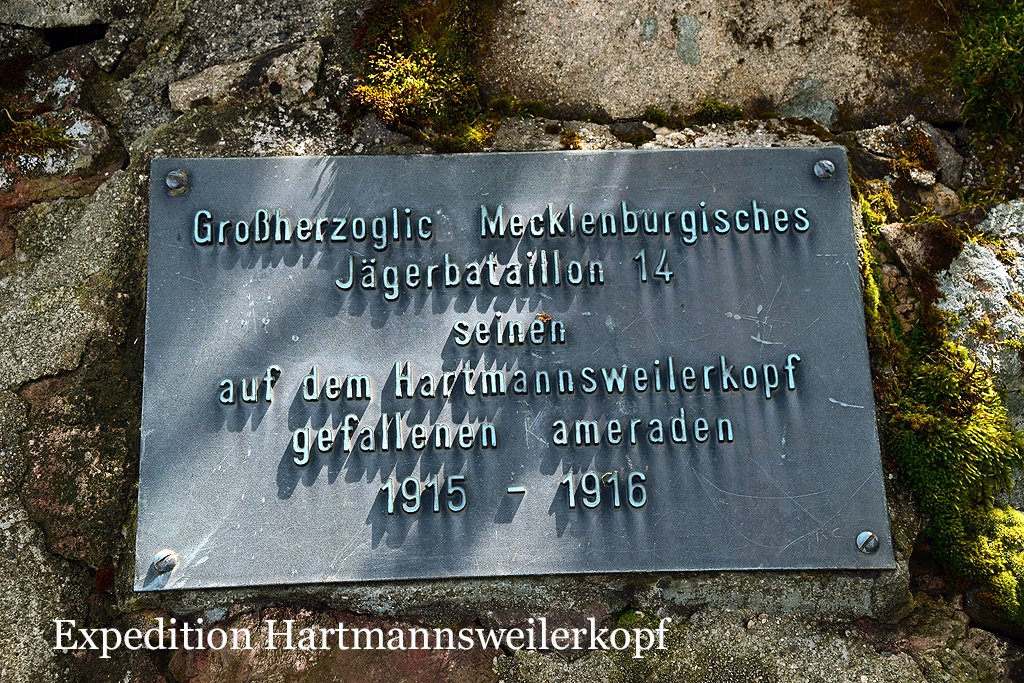 Großherzoglic Mecklenburgisches
Jägerbataillon 14
seinen
auf dem Hartmannsweilerkopf
gefallenen ameraden
1915 - 1916
Expedition Hartmannsweilerkopf